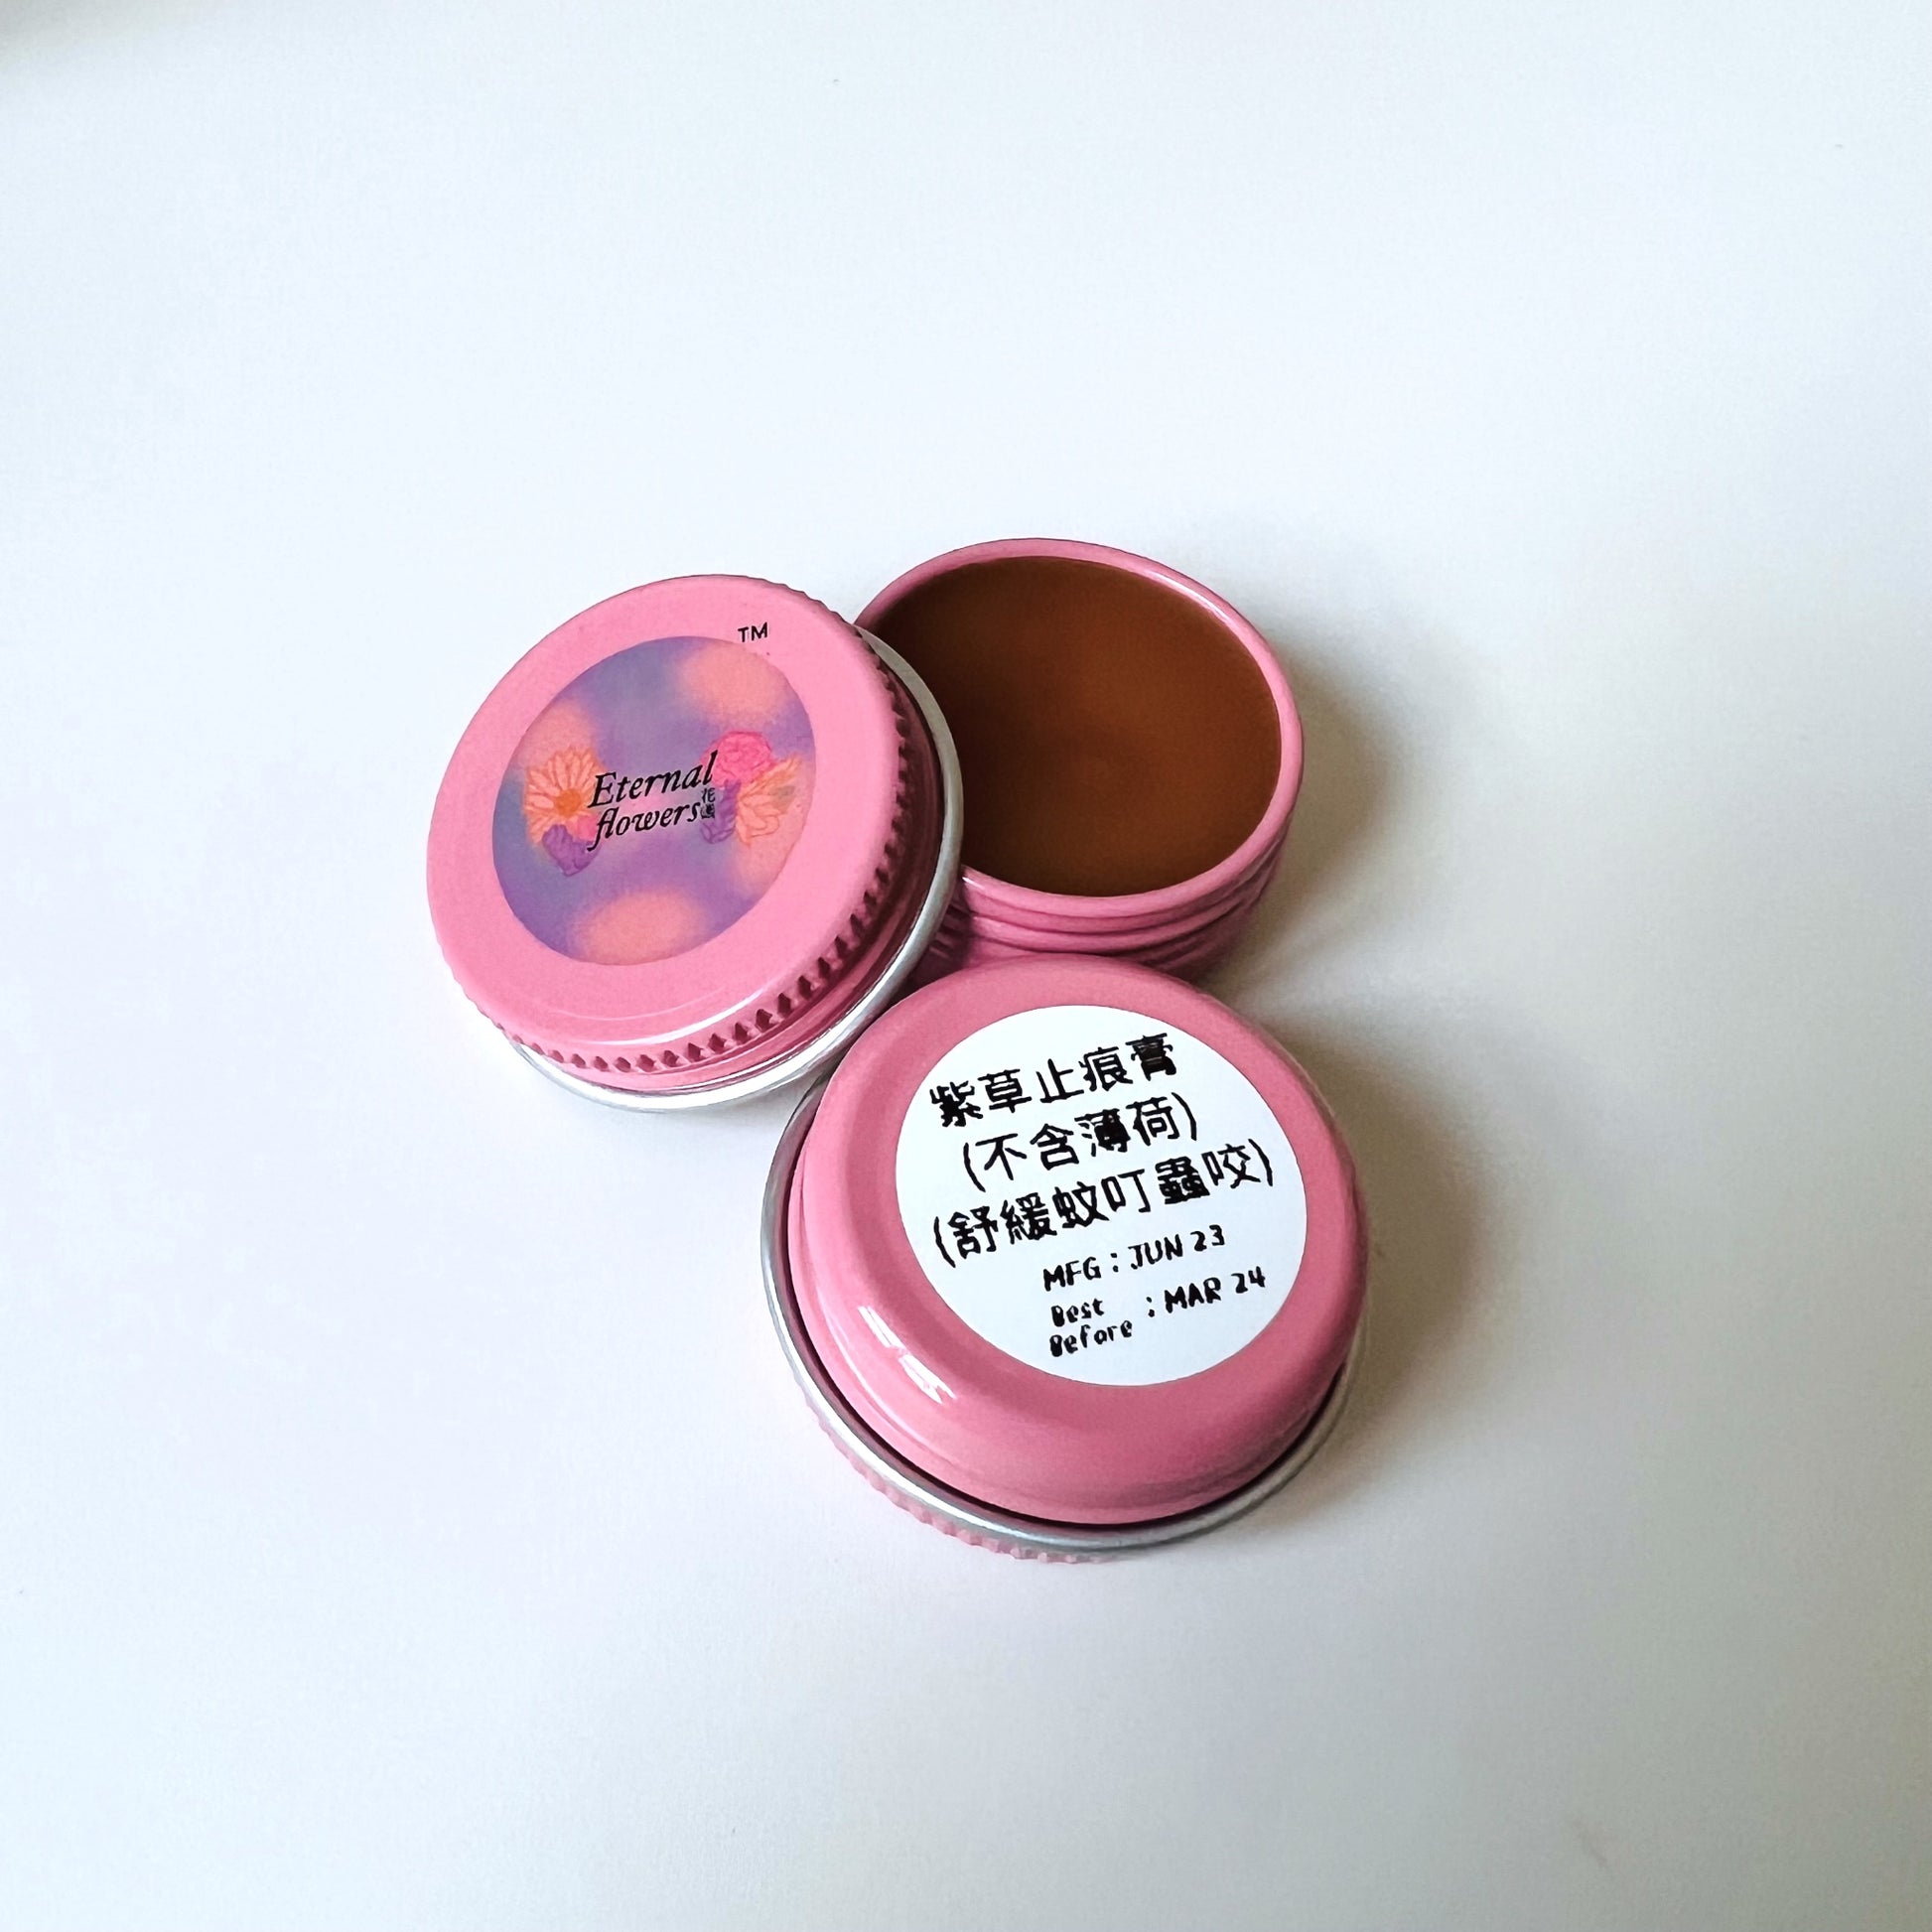 TM
Eternal
flowers
紫草止痕膏
(不含薄荷)
(舒緩蚊叮蟲咬)
MFG : JUN 23
Best : MAR 24
Before